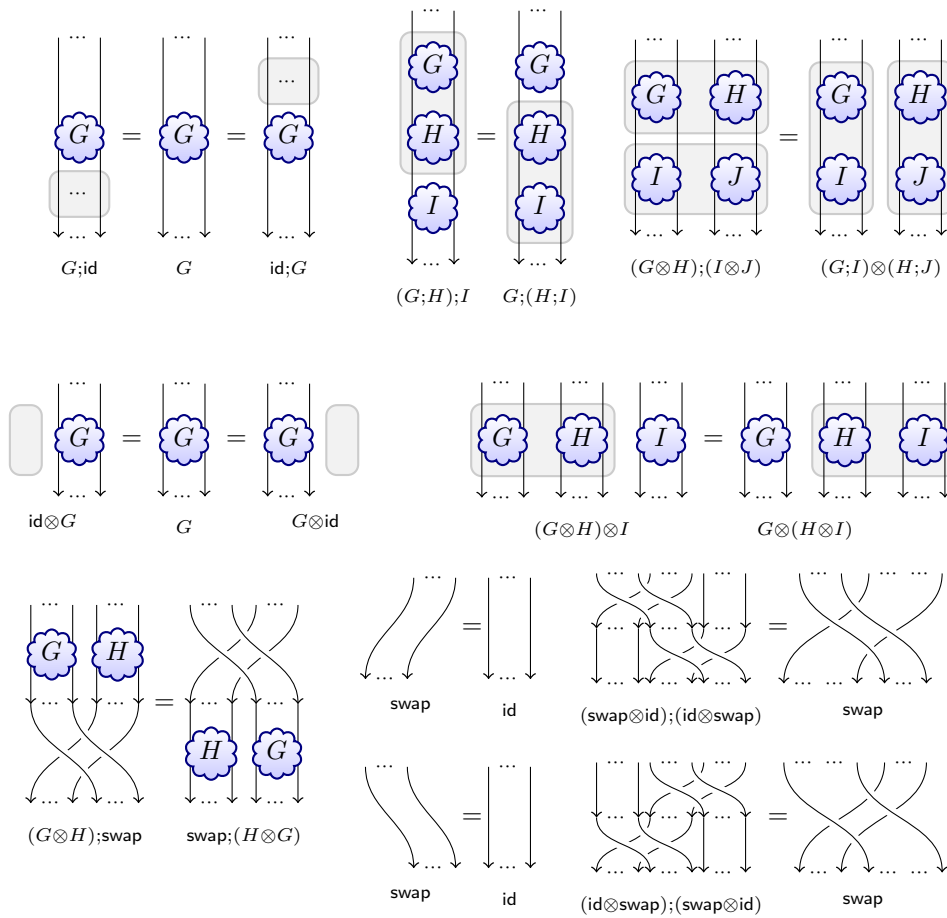 ... ... ... ... ... ... ... ... ...
G = G = G
...
... ... ...
G;id G id;G
G G
H = H
I I
... ...
(G;H);I G;(H;I)
G H = G H
I J I J
... ... ... ...
(G⊗H);(I⊗J) (G;I)⊗(H;J)
... ... ... ... ... ... ... ... ...
G = G = G G H I = G H I
... ... ... ... ... ... ... ... ...
id⊗G G G⊗id (G⊗H)⊗I G⊗(H⊗I)
... ... ... ...
G H
... ... = ... ...
H G
... ... ... ...
(G⊗H);swap swap;(H⊗G)
... ... ... ... ... ... ... ...
= =
... ... ... ...
... ... ... ... ... ... ... ...
swap id (swap⊗id);(id⊗swap) swap
... ... ... ... ... ... ... ...
= =
... ... ... ...
... ... ... ... ... ... ... ...
swap id (id⊗swap);(swap⊗id) swap